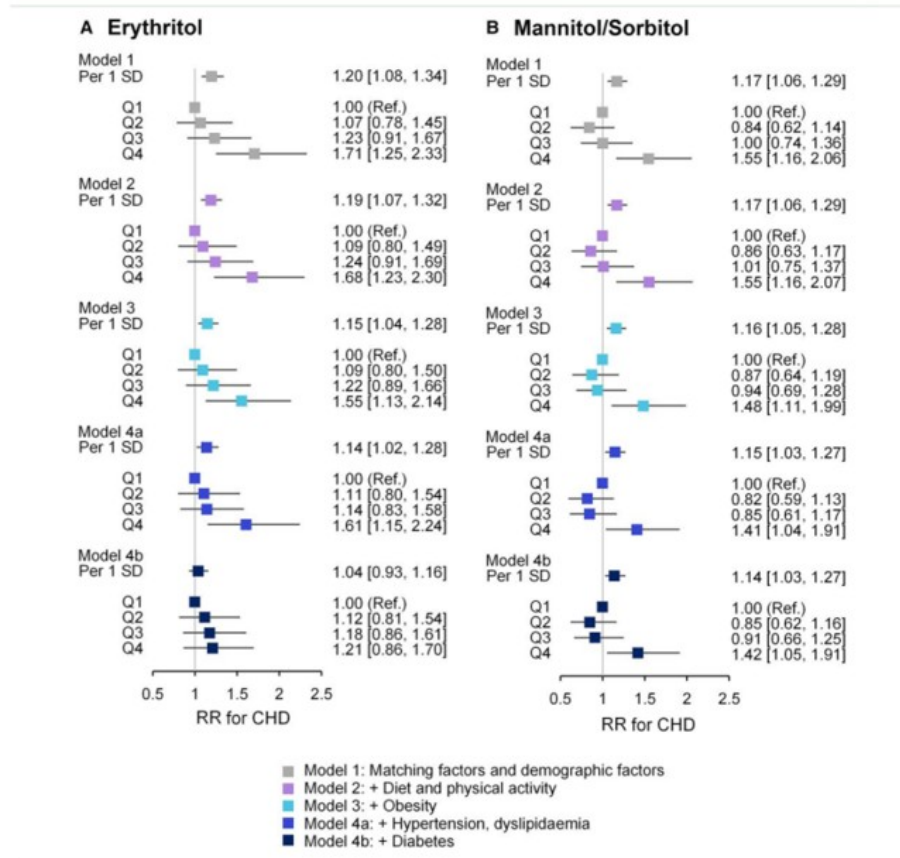 A Erythritol
Model 1
Per 1 SD 1.20 [1.08, 1.34]
Q1 1.00 (Ref.)
Q2 1.07 [0.78, 1.45]
Q3 1.23 [0.91, 1.67]
Q4 1.71 [1.25, 2.33]
Model 2
Per 1 SD 1.19 [1.07, 1.32]
Q1 1.00 (Ref.)
Q2 1.09 [0.80, 1.49]
Q3 1.24 [0.91, 1.69]
Q4 1.68 [1.23, 2.30]
Model 3
Per 1 SD 1.15 [1.04, 1.28]
Q1 1.00 (Ref.)
Q2 1.09 [0.80, 1.50]
Q3 1.22 [0.89, 1.66]
Q4 1.55 [1.13, 2.14]
Model 4a
Per 1 SD 1.14 [1.02, 1.28]
Q1 1.00 (Ref.)
Q2 1.11 [0.80, 1.54]
Q3 1.14 [0.83, 1.58]
Q4 1.61 [1.15, 2.24]
Model 4b
Per 1 SD 1.04 [0.93, 1.16]
Q1 1.00 (Ref.)
Q2 1.12 [0.81, 1.54]
Q3 1.18 [0.86, 1.61]
Q4 1.21 [0.86, 1.70]
0.5 1 1.5 2 2.5
RR for CHD
B Mannitol/Sorbitol
Model 1
Per 1 SD 1.17 [1.06, 1.29]
Q1 1.00 (Ref.)
Q2 0.84 [0.62, 1.14]
Q3 1.00 [0.74, 1.36]
Q4 1.55 [1.16, 2.06]
Model 2
Per 1 SD 1.17 [1.06, 1.29]
Q1 1.00 (Ref.)
Q2 0.86 [0.63, 1.17]
Q3 1.01 [0.75, 1.37]
Q4 1.55 [1.16, 2.07]
Model 3
Per 1 SD 1.16 [1.05, 1.28]
Q1 1.00 (Ref.)
Q2 0.87 [0.64, 1.19]
Q3 0.94 [0.69, 1.28]
Q4 1.48 [1.11, 1.99]
Model 4a
Per 1 SD 1.15 [1.03, 1.27]
Q1 1.00 (Ref.)
Q2 0.82 [0.59, 1.13]
Q3 0.85 [0.61, 1.17]
Q4 1.41 [1.04, 1.91]
Model 4b
Per 1 SD 1.14 [1.03, 1.27]
Q1 1.00 (Ref.)
Q2 0.85 [0.62, 1.16]
Q3 0.91 [0.66, 1.25]
Q4 1.42 [1.05, 1.91]
0.5 1 1.5 2 2.5
RR for CHD
Model 1: Matching factors and demographic factors
Model 2: + Diet and physical activity
Model 3: + Obesity
Model 4a: + Hypertension, dyslipidaemia
Model 4b: + Diabetes